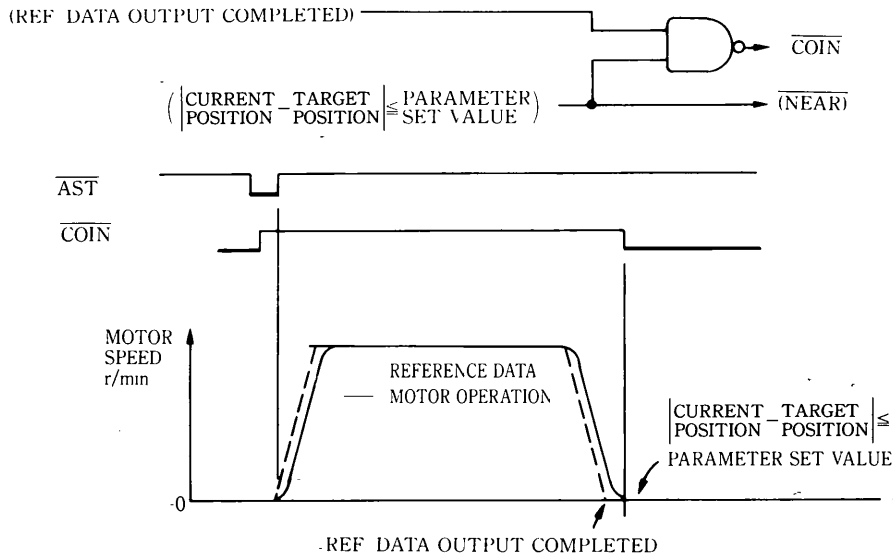 (REF DATA OUTPUT COMPLETED)
COIN
(|CURRENT POSITION – TARGET POSITION| ≦ PARAMETER SET VALUE)
(NEAR)
AST
COIN
MOTOR
SPEED
r/min
REFERENCE DATA
— MOTOR OPERATION
|CURRENT POSITION – TARGET POSITION| ≦
PARAMETER SET VALUE
0
REF DATA OUTPUT COMPLETED